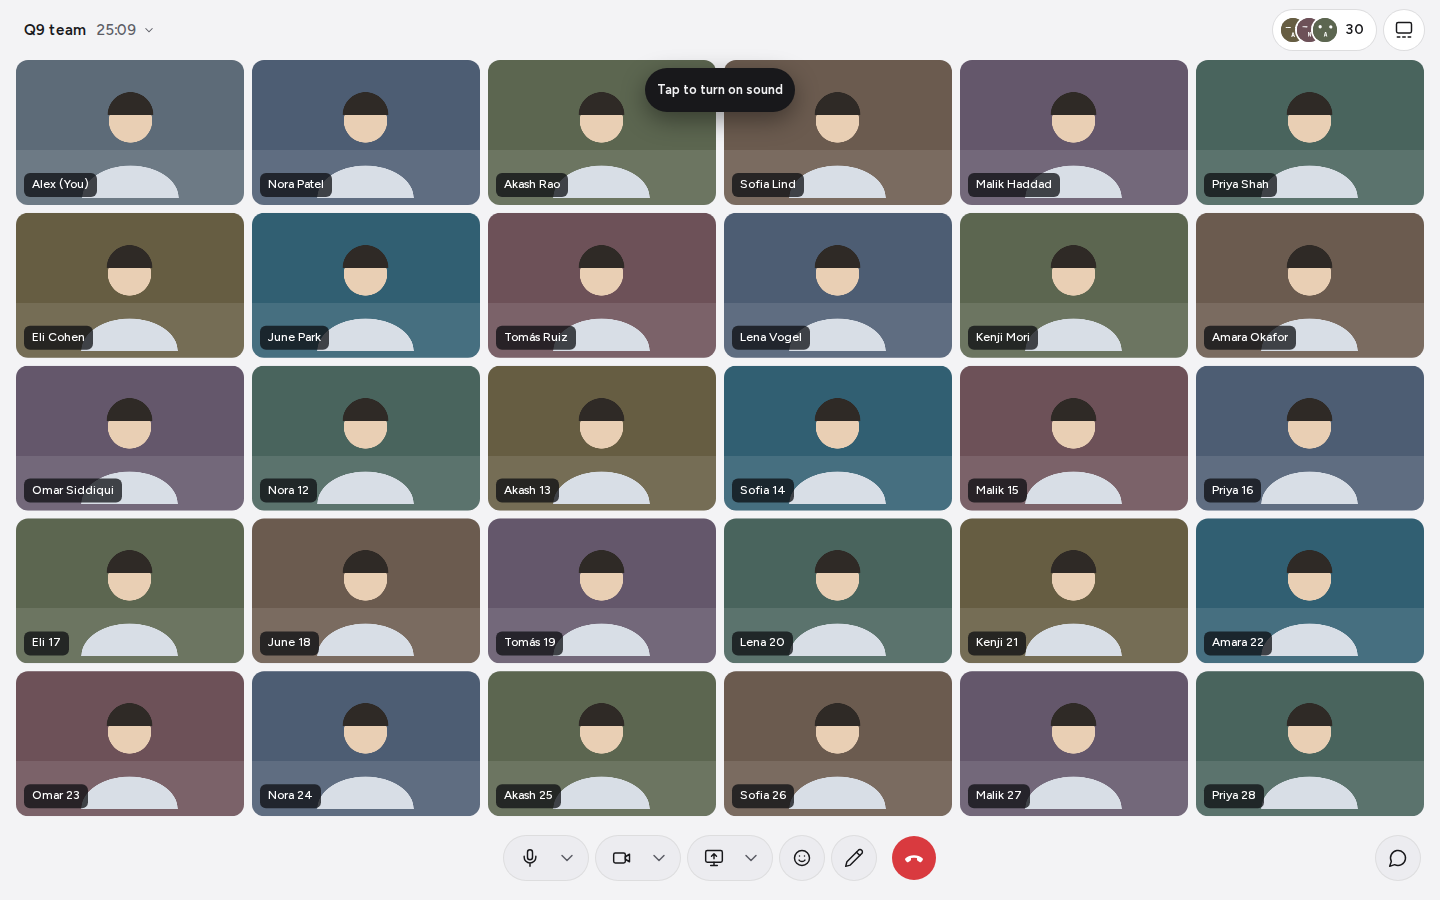 Q9 team 25:09
30
Tap to turn on sound
Alex (You)
Nora Patel
Akash Rao
Sofia Lind
Malik Haddad
Priya Shah
Eli Cohen
June Park
Tomás Ruiz
Lena Vogel
Kenji Mori
Amara Okafor
Omar Siddiqui
Nora 12
Akash 13
Sofia 14
Malik 15
Priya 16
Eli 17
June 18
Tomás 19
Lena 20
Kenji 21
Amara 22
Omar 23
Nora 24
Akash 25
Sofia 26
Malik 27
Priya 28